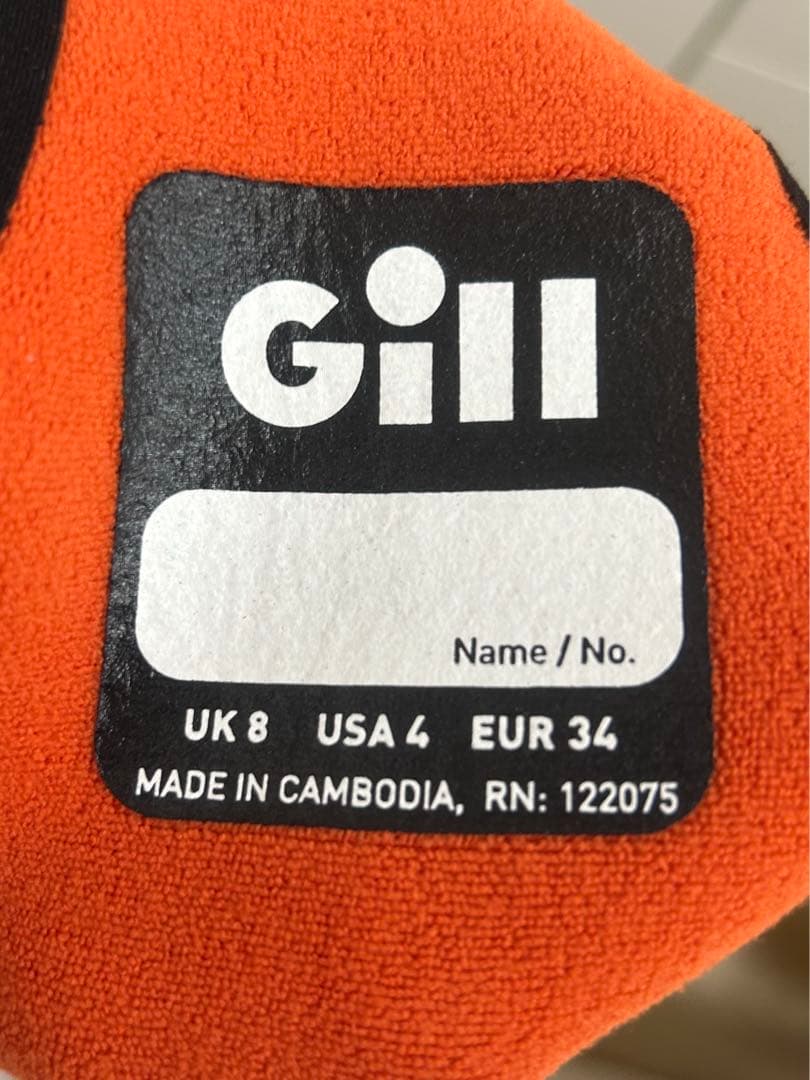 Gill
Name / No.
UK 8 USA 4 EUR 34
MADE IN CAMBODIA, RN: 122075